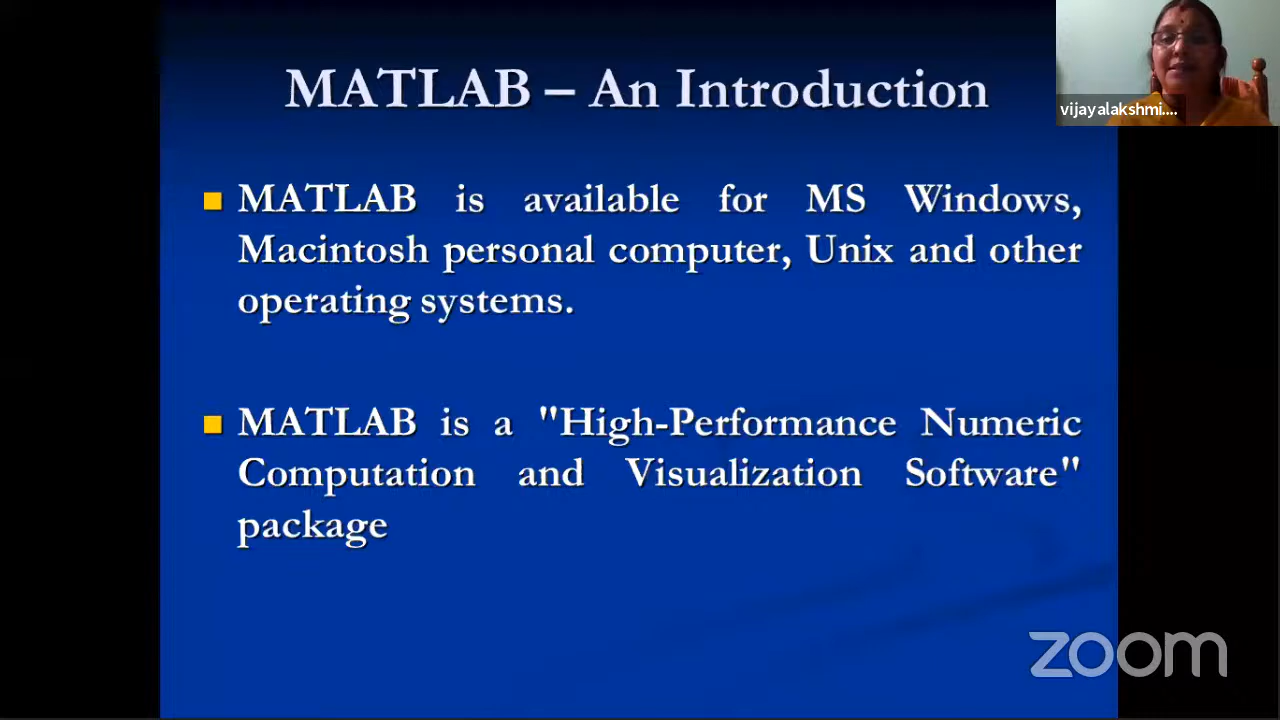 MATLAB – An Introduction
vijayalakshmi....
MATLAB is available for MS Windows,
Macintosh personal computer, Unix and other
operating systems.
MATLAB is a "High-Performance Numeric
Computation and Visualization Software"
package
zoom